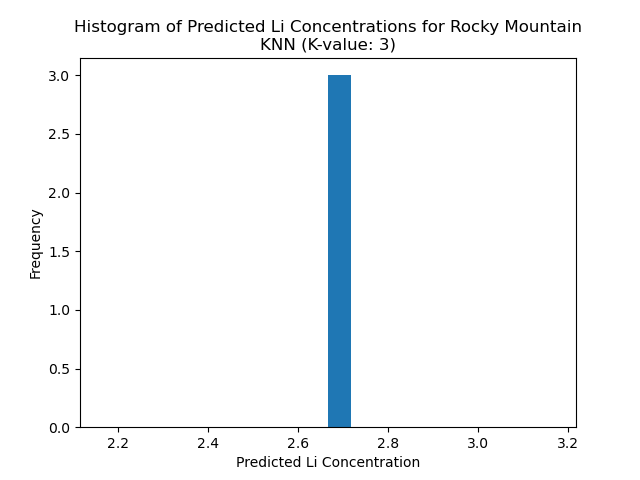 Histogram of Predicted Li Concentrations for Rocky Mountain
KNN (K-value: 3)
3.0
2.5
2.0
1.5
1.0
0.5
0.0
Frequency
2.2 2.4 2.6 2.8 3.0 3.2
Predicted Li Concentration